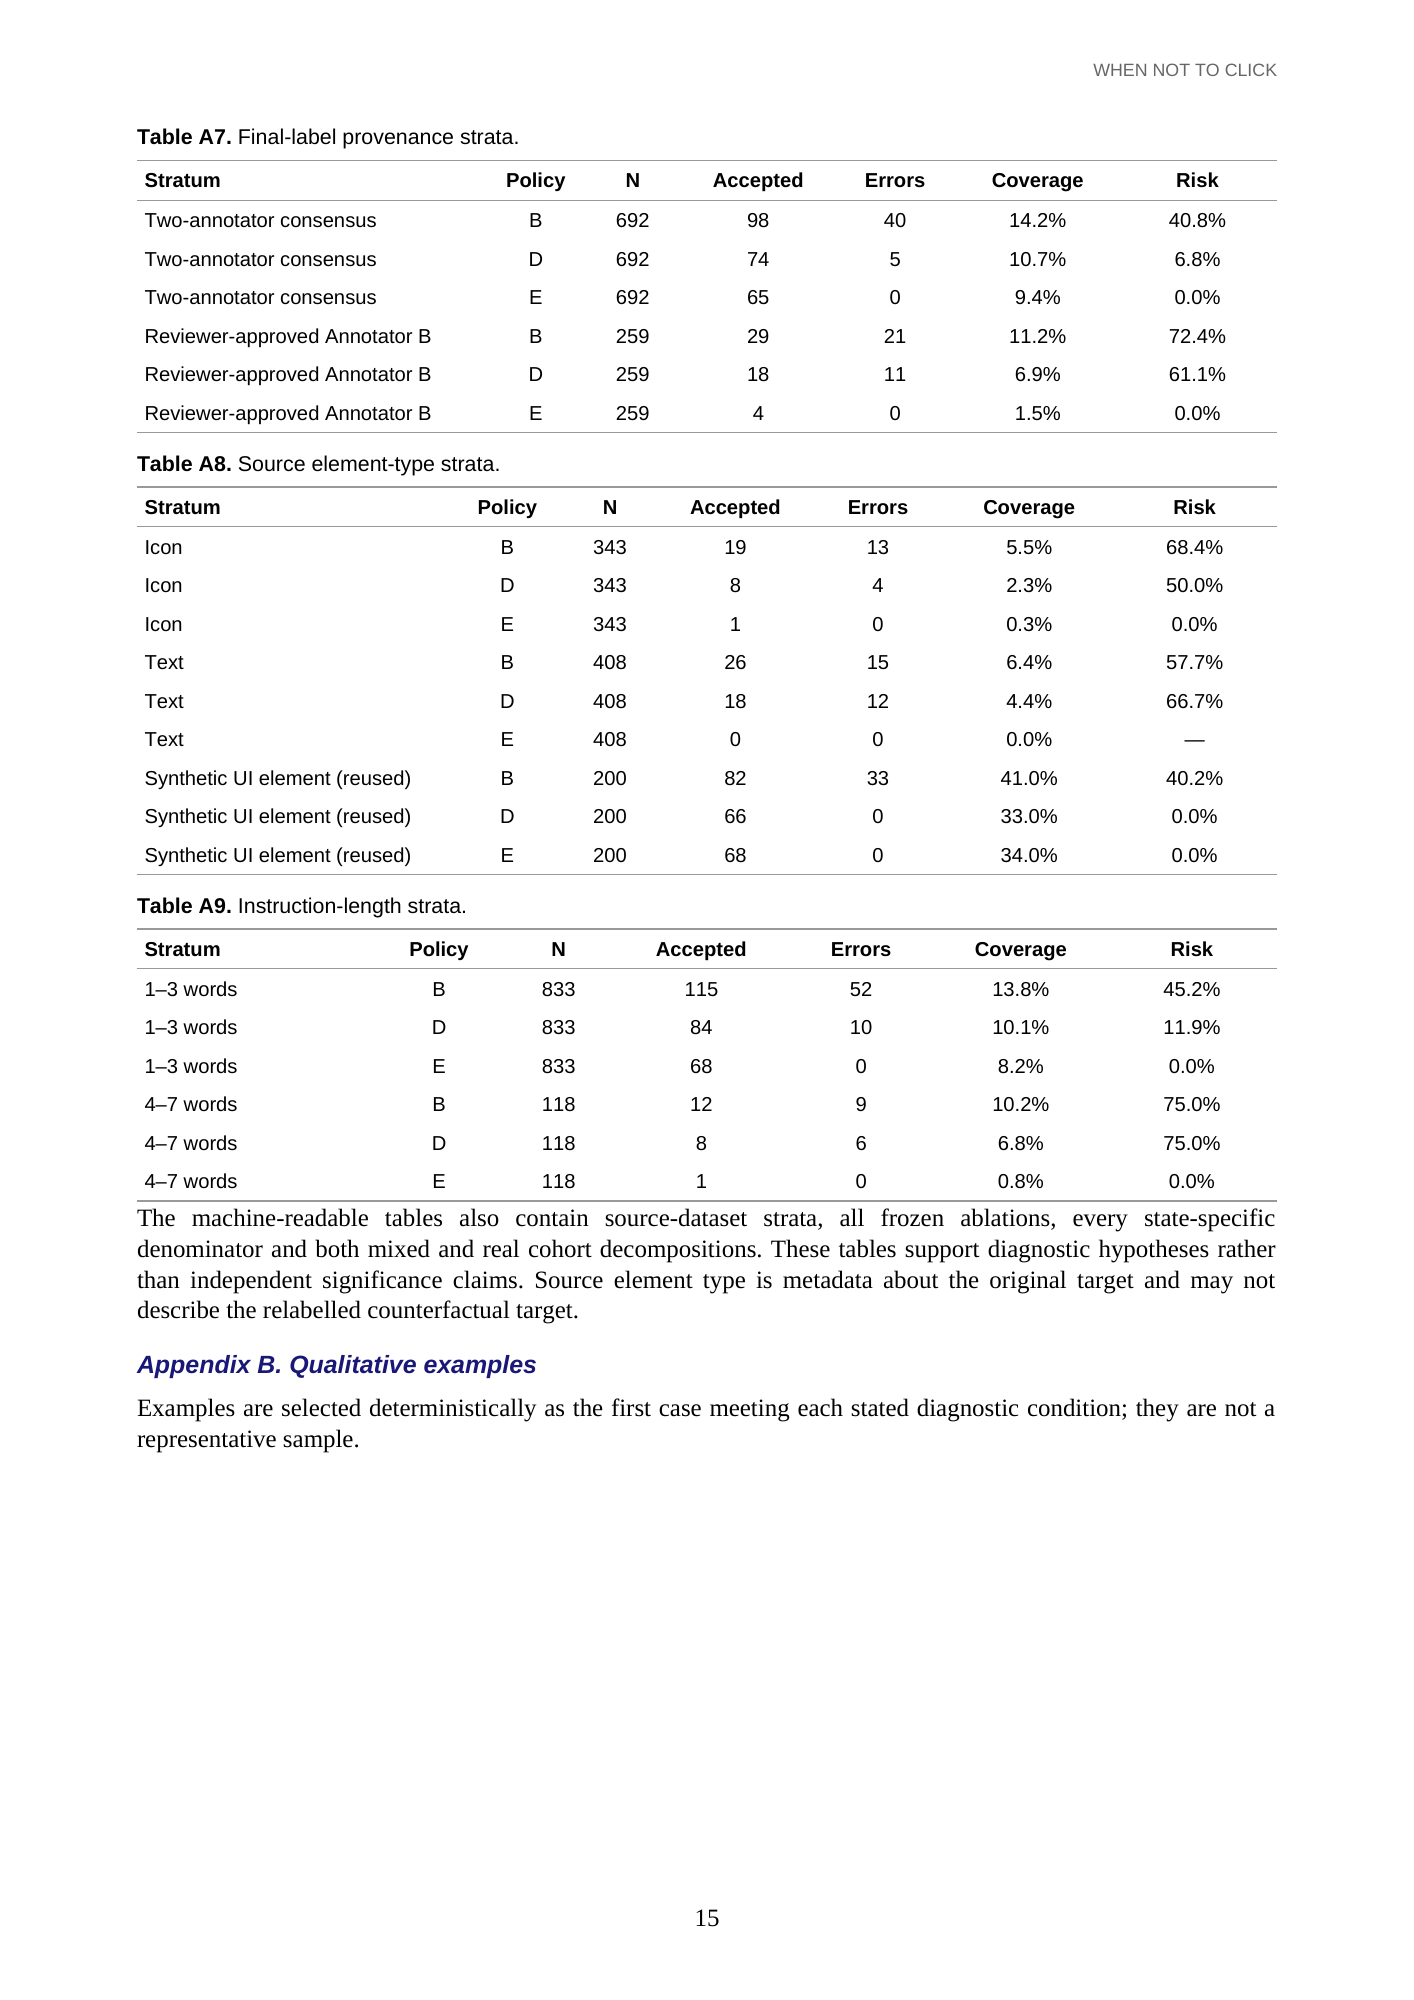 WHEN NOT TO CLICK
Table A7. Final-label provenance strata.
Stratum Policy N Accepted Errors Coverage Risk
Two-annotator consensus B 692 98 40 14.2% 40.8%
Two-annotator consensus D 692 74 5 10.7% 6.8%
Two-annotator consensus E 692 65 0 9.4% 0.0%
Reviewer-approved Annotator B B 259 29 21 11.2% 72.4%
Reviewer-approved Annotator B D 259 18 11 6.9% 61.1%
Reviewer-approved Annotator B E 259 4 0 1.5% 0.0%
Table A8. Source element-type strata.
Stratum Policy N Accepted Errors Coverage Risk
Icon B 343 19 13 5.5% 68.4%
Icon D 343 8 4 2.3% 50.0%
Icon E 343 1 0 0.3% 0.0%
Text B 408 26 15 6.4% 57.7%
Text D 408 18 12 4.4% 66.7%
Text E 408 0 0 0.0% —
Synthetic UI element (reused) B 200 82 33 41.0% 40.2%
Synthetic UI element (reused) D 200 66 0 33.0% 0.0%
Synthetic UI element (reused) E 200 68 0 34.0% 0.0%
Table A9. Instruction-length strata.
Stratum Policy N Accepted Errors Coverage Risk
1–3 words B 833 115 52 13.8% 45.2%
1–3 words D 833 84 10 10.1% 11.9%
1–3 words E 833 68 0 8.2% 0.0%
4–7 words B 118 12 9 10.2% 75.0%
4–7 words D 118 8 6 6.8% 75.0%
4–7 words E 118 1 0 0.8% 0.0%
The machine-readable tables also contain source-dataset strata, all frozen ablations, every state-specific
denominator and both mixed and real cohort decompositions. These tables support diagnostic hypotheses rather
than independent significance claims. Source element type is metadata about the original target and may not
describe the relabelled counterfactual target.
Appendix B. Qualitative examples
Examples are selected deterministically as the first case meeting each stated diagnostic condition; they are not a
representative sample.
15